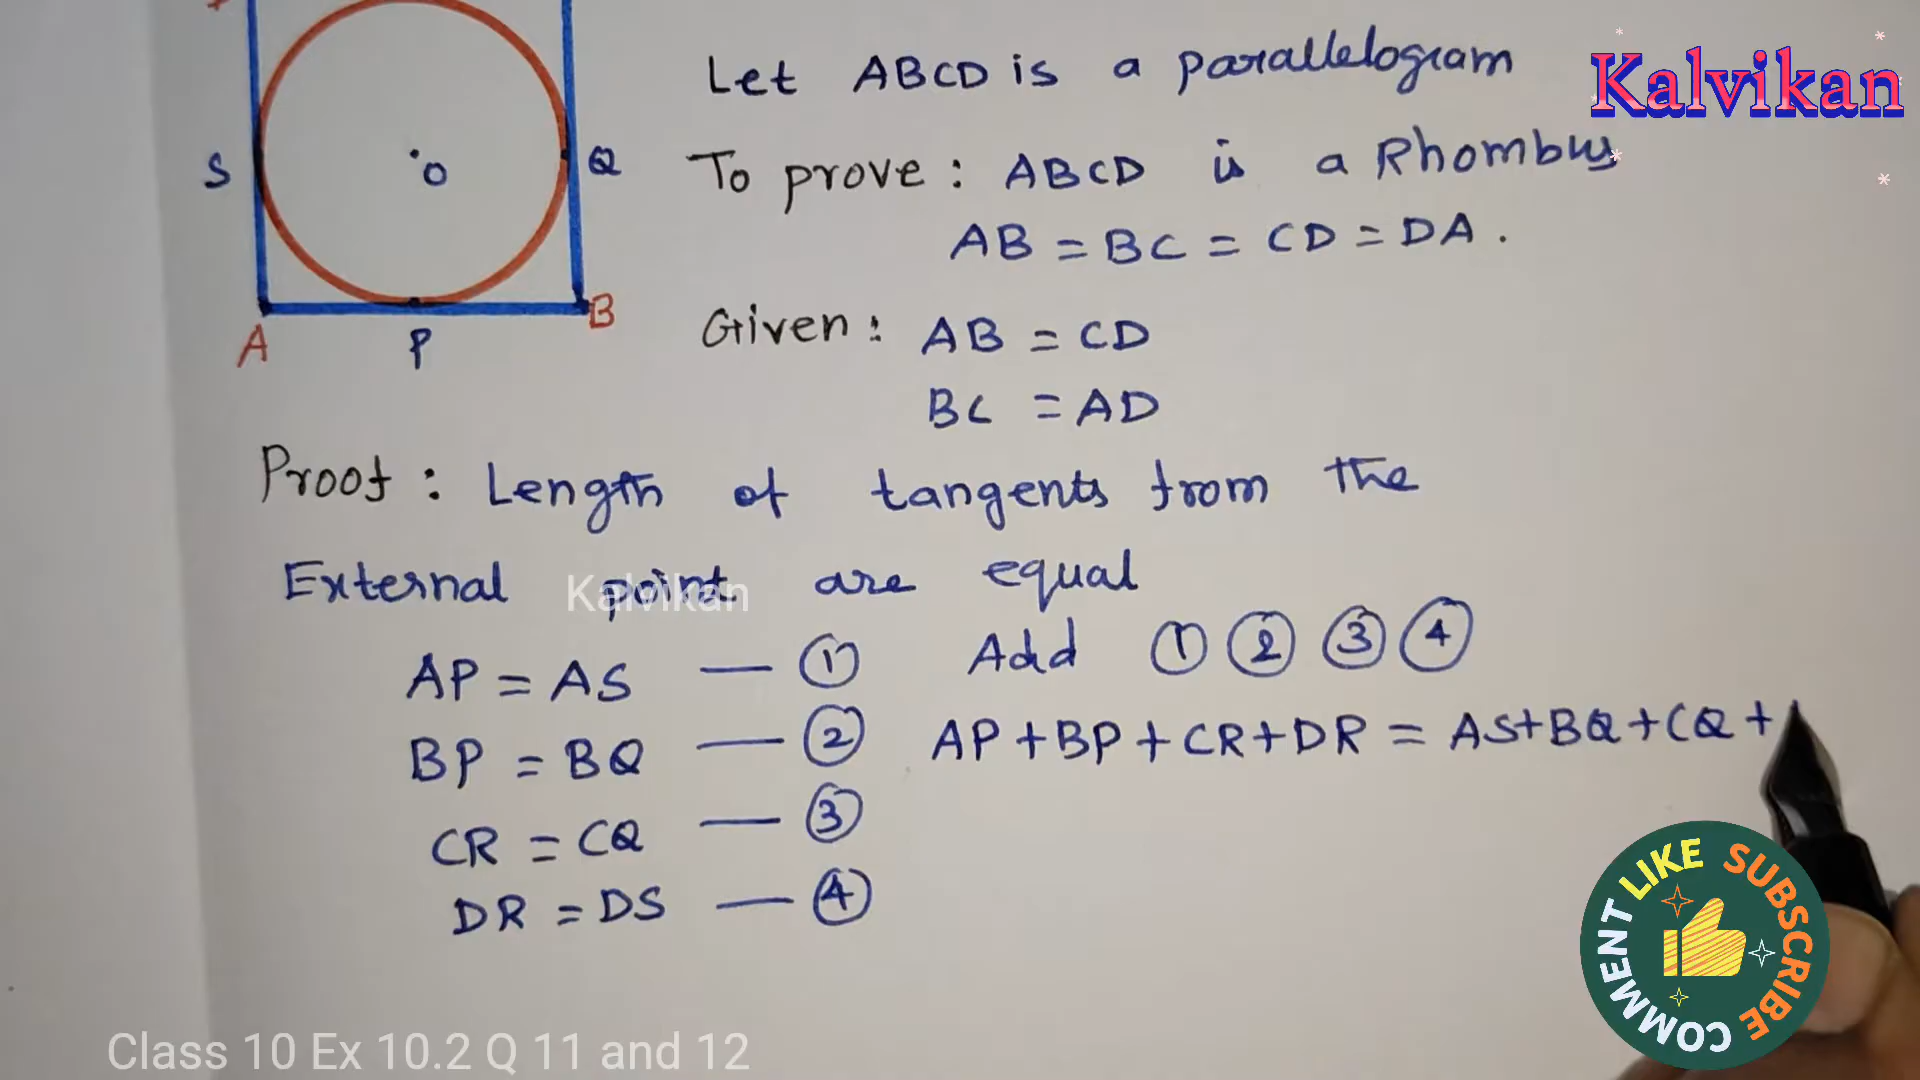 Kalvikan
Let ABCD is a parallelogram
S
O
Q
To prove : ABCD is a Rhombus
AB = BC = CD = DA .
A
P
B
Given : AB = CD
BC = AD
Proof : Length of tangents from the
External point are equal
Kalvikan
Add ① ② ③ ④
AP = AS — ①
BP = BQ — ②
AP + BP + CR + DR = AS + BQ + CQ +
CR = CQ — ③
DR = DS — ④
COMMENT LIKE SUBSCRIBE
Class 10 Ex 10.2 Q 11 and 12